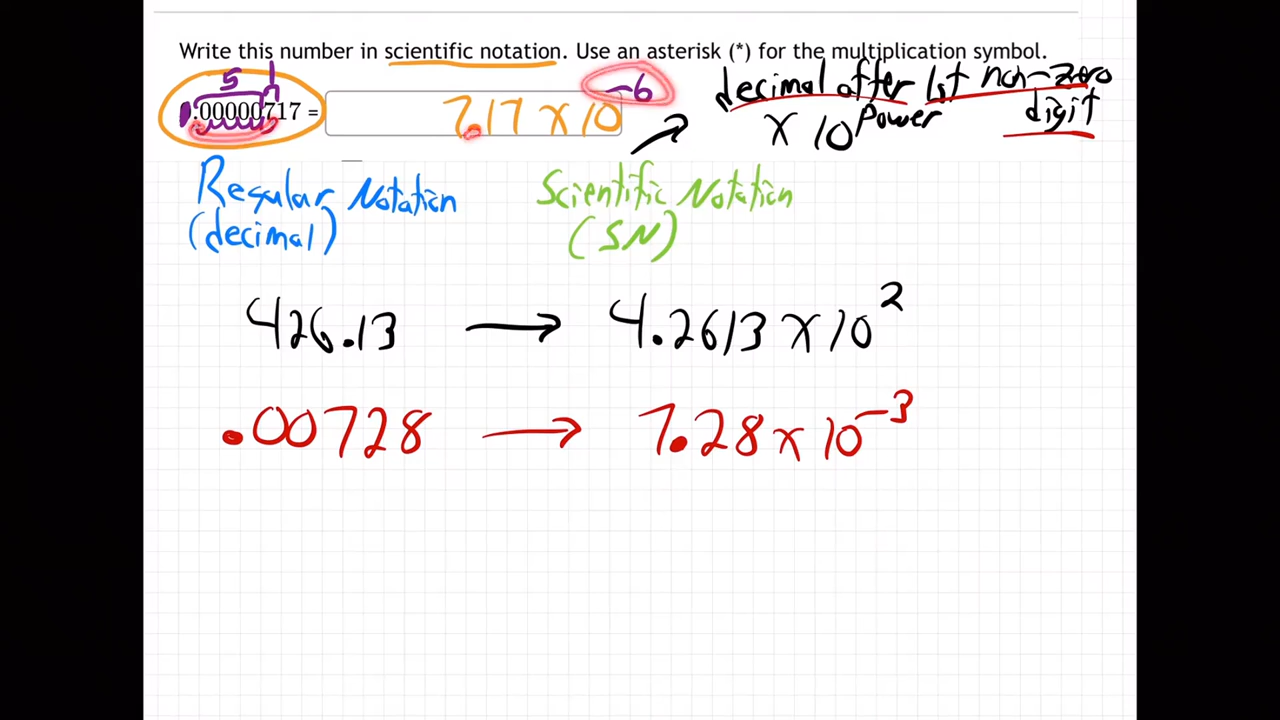 Write this number in scientific notation. Use an asterisk (*) for the multiplication symbol.
5 1
.00000717 = 7.17 x 10^-6
decimal after 1st non-zero digit
x 10^Power
Regular Notation
(decimal)
Scientific Notation
(SN)
426.13 → 4.2613 x 10^2
.00728 → 7.28 x 10^-3